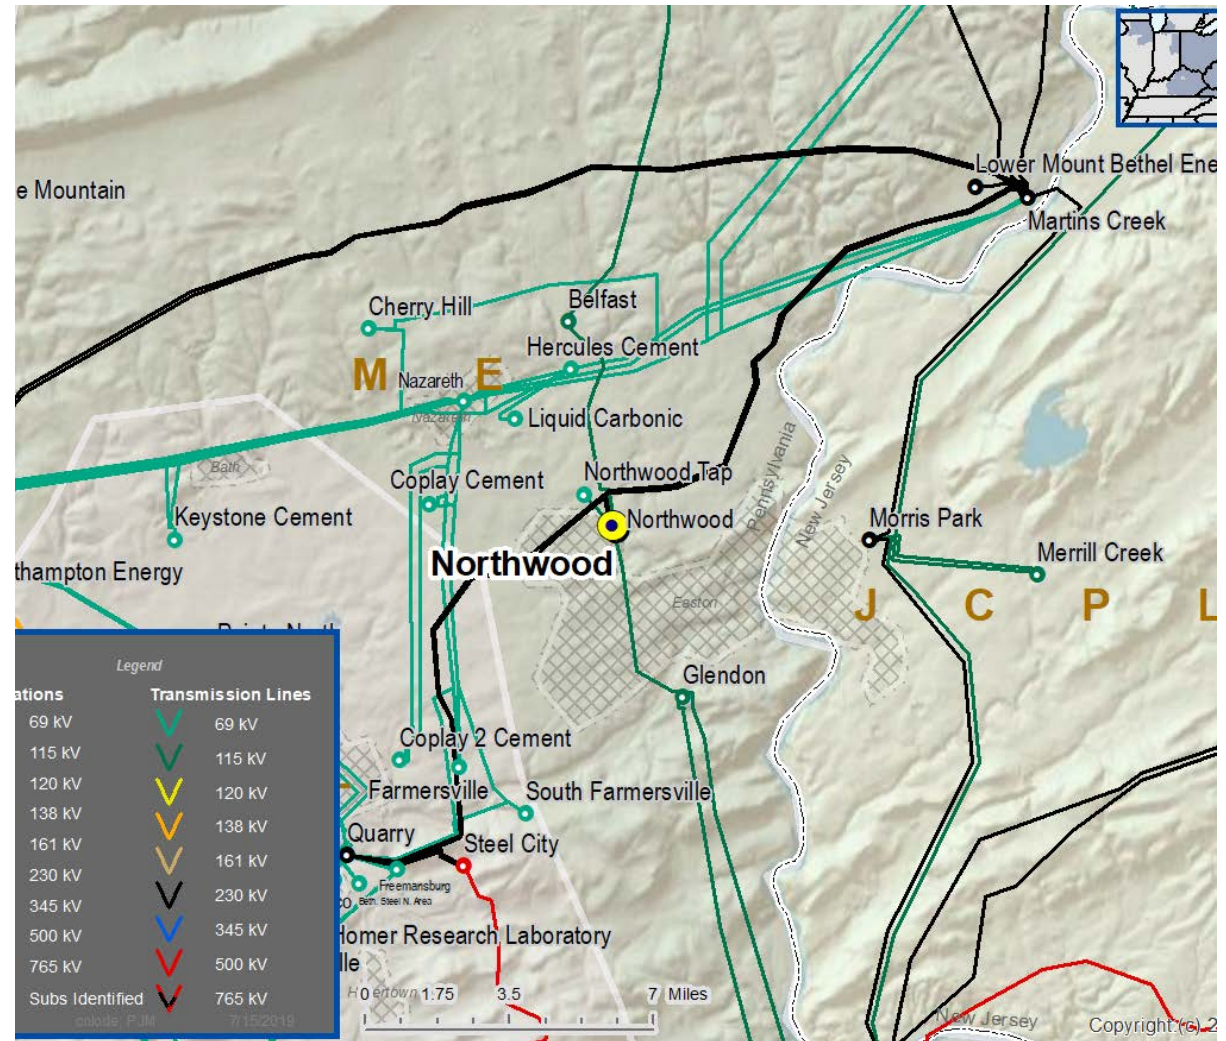 Lower Mount Bethel Ene
e Mountain
Martins Creek
Cherry Hill
Belfast
Hercules Cement
M E
Nazareth
Nazareth
Liquid Carbonic
Bath
Coplay Cement
Northwood Tap
Pennsylvania
New Jersey
Keystone Cement
Northwood
Morris Park
Northwood
Merrill Creek
thampton Energy
Easton
J C P L
Glendon
Coplay 2 Cement
Farmersville
South Farmersville
Quarry
Steel City
Freemansburg
Beth. Steel N. Area
Homer Research Laboratory
lle
0 1.75 3.5 7 Miles
New Jersey
Copyright:(c) 2
Legend
ations Transmission Lines
69 kV 69 kV
115 kV 115 kV
120 kV 120 kV
138 kV 138 kV
161 kV 161 kV
230 kV 230 kV
345 kV 345 kV
500 kV 500 kV
765 kV 765 kV
Subs Identified
7/15/2019